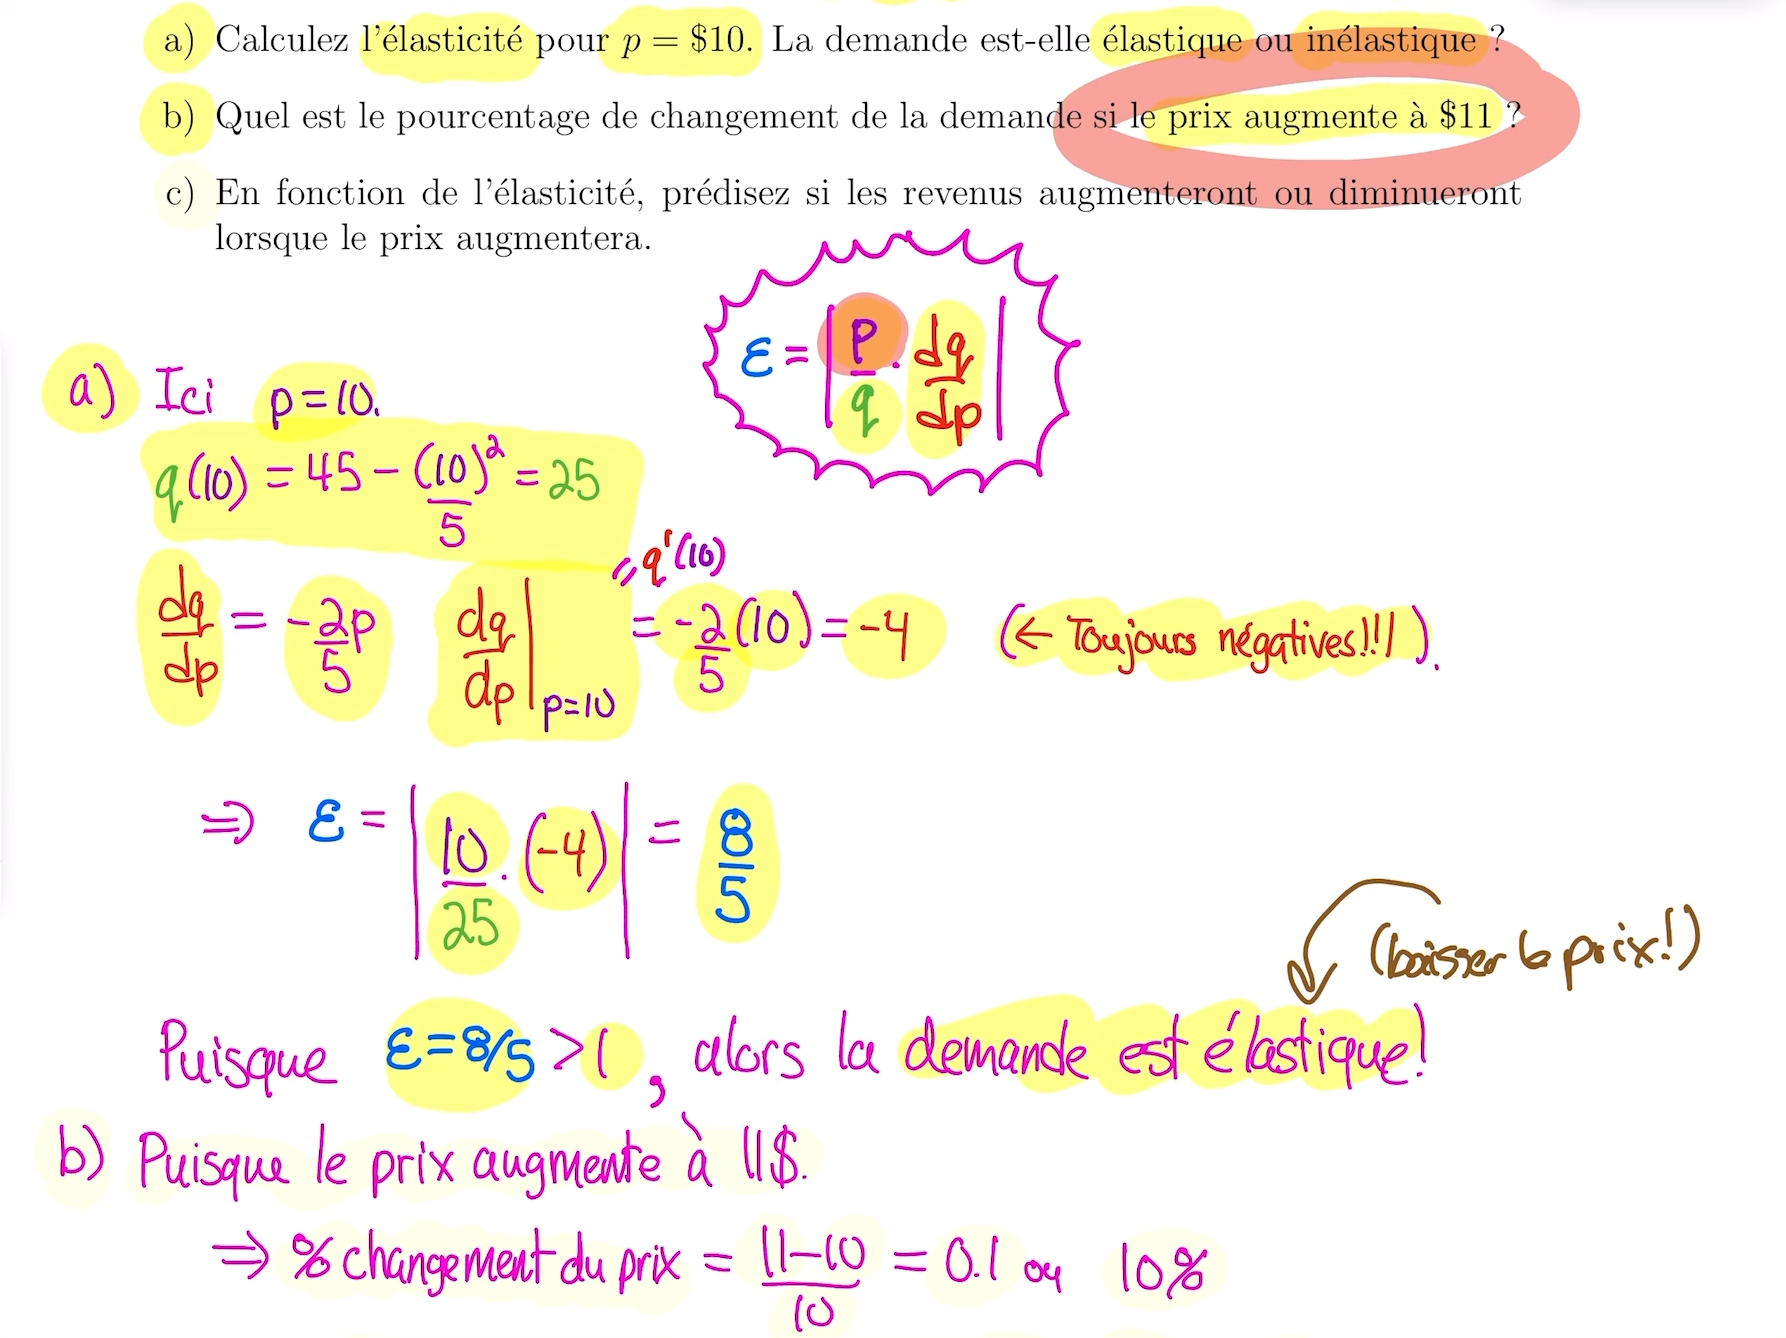 a) Calculez l'élasticité pour p = $10. La demande est-elle élastique ou inélastique ?
b) Quel est le pourcentage de changement de la demande si le prix augmente à $11 ?
c) En fonction de l'élasticité, prédisez si les revenus augmenteront ou diminueront
lorsque le prix augmentera.
ε = | p/q · dq/dp |
a) Ici p=10.
q(10) = 45 - (10)²/5 = 25
= q'(10)
dq/dp = -2/5 p dq/dp |p=10 = -2/5 (10) = -4 (← Toujours négatives!!!).
⇒ ε = | 10/25 · (-4) | = 8/5
(baisser le prix!)
Puisque ε=8/5 >1, alors la demande est élastique!
b) Puisque le prix augmente à 11$.
⇒ % changement du prix = 11-10/10 = 0.1 ou 10%